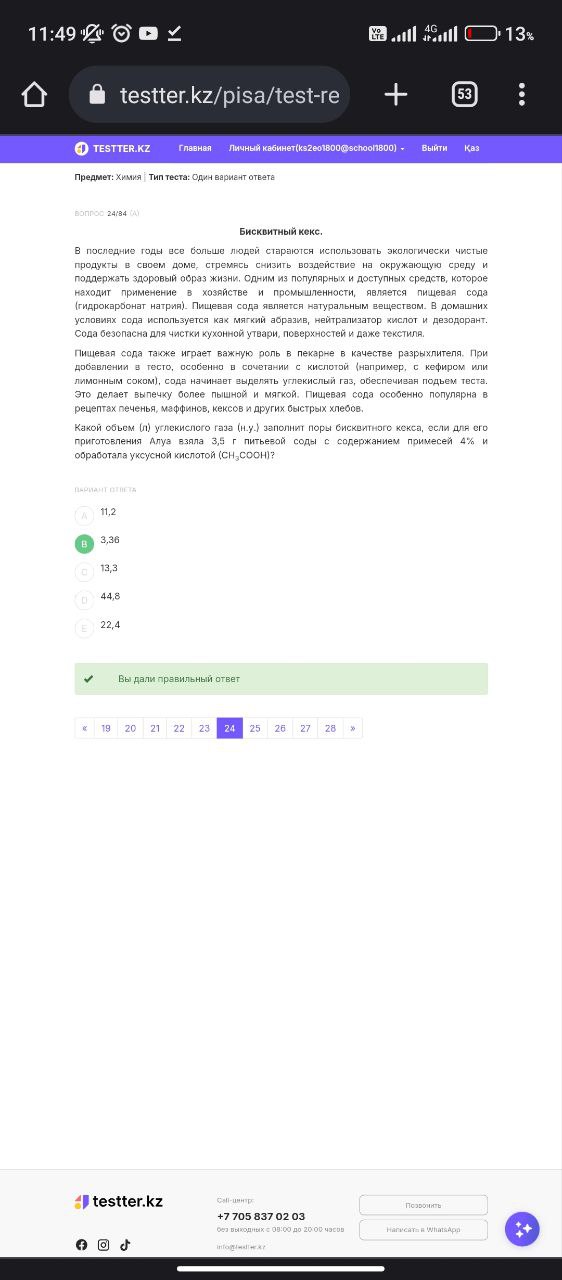 11:49
Vo LTE 4G 13%
testter.kz/pisa/test-re
53
TESTTER.KZ Главная Личный кабинет(ks2eo1800@school1800) Выйти Қаз
Предмет: Химия | Тип теста: Один вариант ответа
ВОПРОС 24/84 (A)
Бисквитный кекс.
В последние годы все больше людей стараются использовать экологически чистые
продукты в своем доме, стремясь снизить воздействие на окружающую среду и
поддержать здоровый образ жизни. Одним из популярных и доступных средств, которое
находит применение в хозяйстве и промышленности, является пищевая сода
(гидрокарбонат натрия). Пищевая сода является натуральным веществом. В домашних
условиях сода используется как мягкий абразив, нейтрализатор кислот и дезодорант.
Сода безопасна для чистки кухонной утвари, поверхностей и даже текстиля.
Пищевая сода также играет важную роль в пекарне в качестве разрыхлителя. При
добавлении в тесто, особенно в сочетании с кислотой (например, с кефиром или
лимонным соком), сода начинает выделять углекислый газ, обеспечивая подъем теста.
Это делает выпечку более пышной и мягкой. Пищевая сода особенно популярна в
рецептах печенья, маффинов, кексов и других быстрых хлебов.
Какой объем (л) углекислого газа (н.у.) заполнит поры бисквитного кекса, если для его
приготовления Алуа взяла 3,5 г питьевой соды с содержанием примесей 4% и
обработала уксусной кислотой (CH₃COOH)?
ВАРИАНТ ОТВЕТА
A 11,2
B 3,36
C 13,3
D 44,8
E 22,4
Вы дали правильный ответ
« 19 20 21 22 23 24 25 26 27 28 »
testter.kz
Call-центр:
+7 705 837 02 03
без выходных с 08:00 до 20:00 часов
info@testter.kz
Позвонить
Написать в WhatsApp